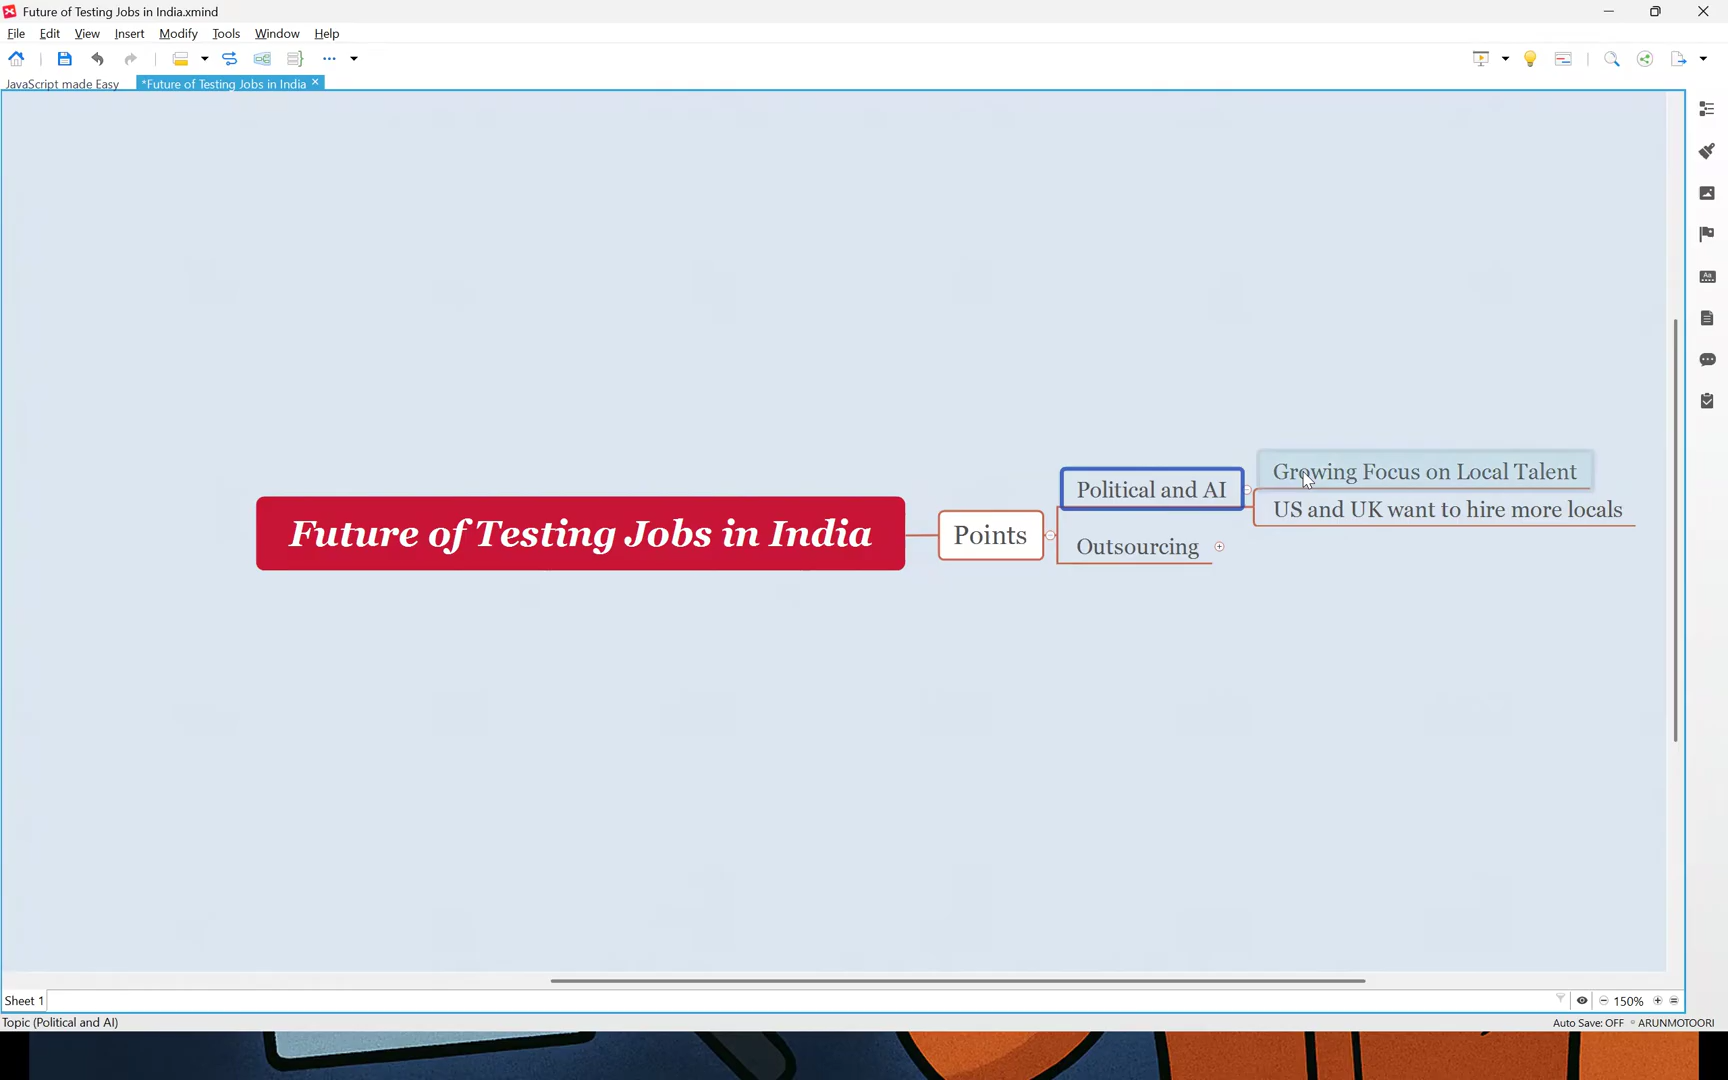 Future of Testing Jobs in India.xmind
File Edit View Insert Modify Tools Window Help
JavaScript made Easy *Future of Testing Jobs in India
Growing Focus on Local Talent
Political and AI
US and UK want to hire more locals
Future of Testing Jobs in India
Points
Outsourcing
Sheet 1
150%
Topic (Political and AI)
Auto Save: OFF ARUNMOTOORI